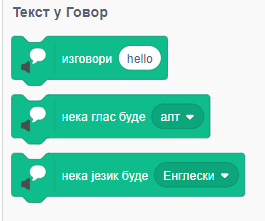 Текст у Говор
изговори hello
нека глас буде алт
нека језик буде Енглески